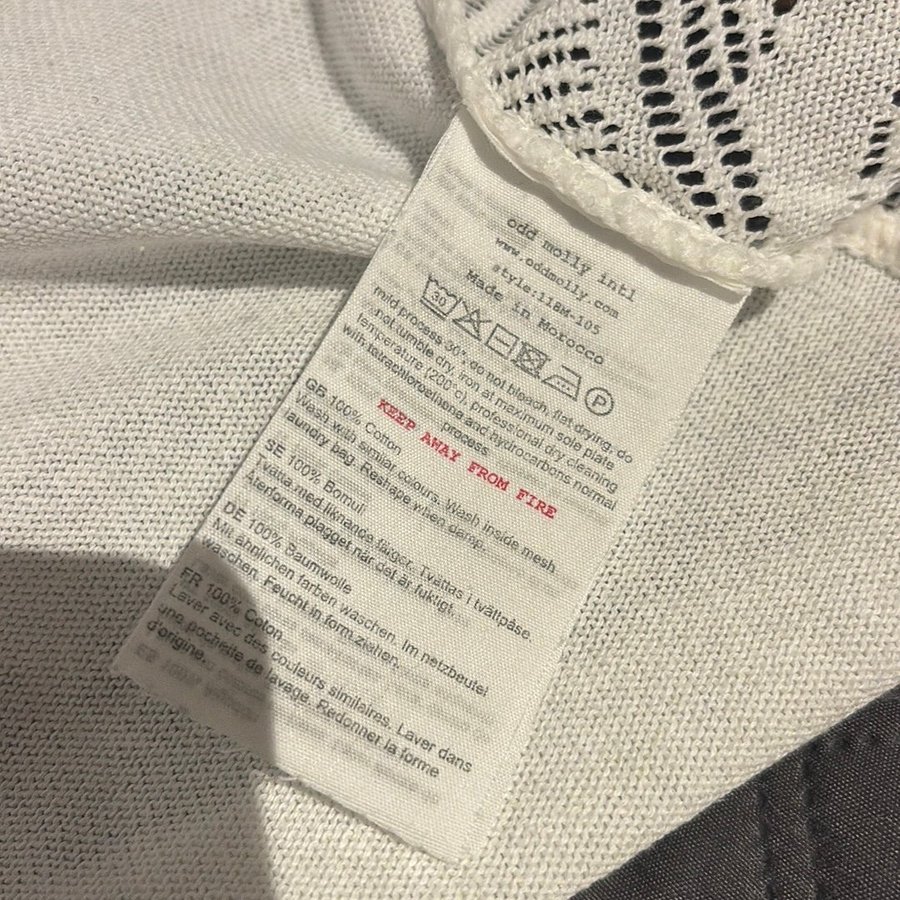 odd molly intl
www.oddmolly.com
style:118M-105
Made in Morocco
30 P
mild process 30°, do not bleach, flat drying, do
not tumble dry, iron at maximum sole plate
temperature (200°c), professional dry cleaning
with tatrachloroethene and hydrocarbons normal
process
KEEP AWAY FROM FIRE
GB 100% Cotton
Wash with similar colours. Wash inside mesh
laundry bag. Reshape when damp.
SE 100% Bomull
Tvätta med liknande färger. Tvättas i tvättpåse.
Återforma plagget när det är fuktigt.
DE 100% Baumwolle
Mit ähnlichen farben waschen. Im netzbeutel
waschen. Feucht in form ziehen.
FR 100% Coton
Laver avec des couleurs similaires. Laver dans
une pochette de lavage. Redonner la forme
d'origine.